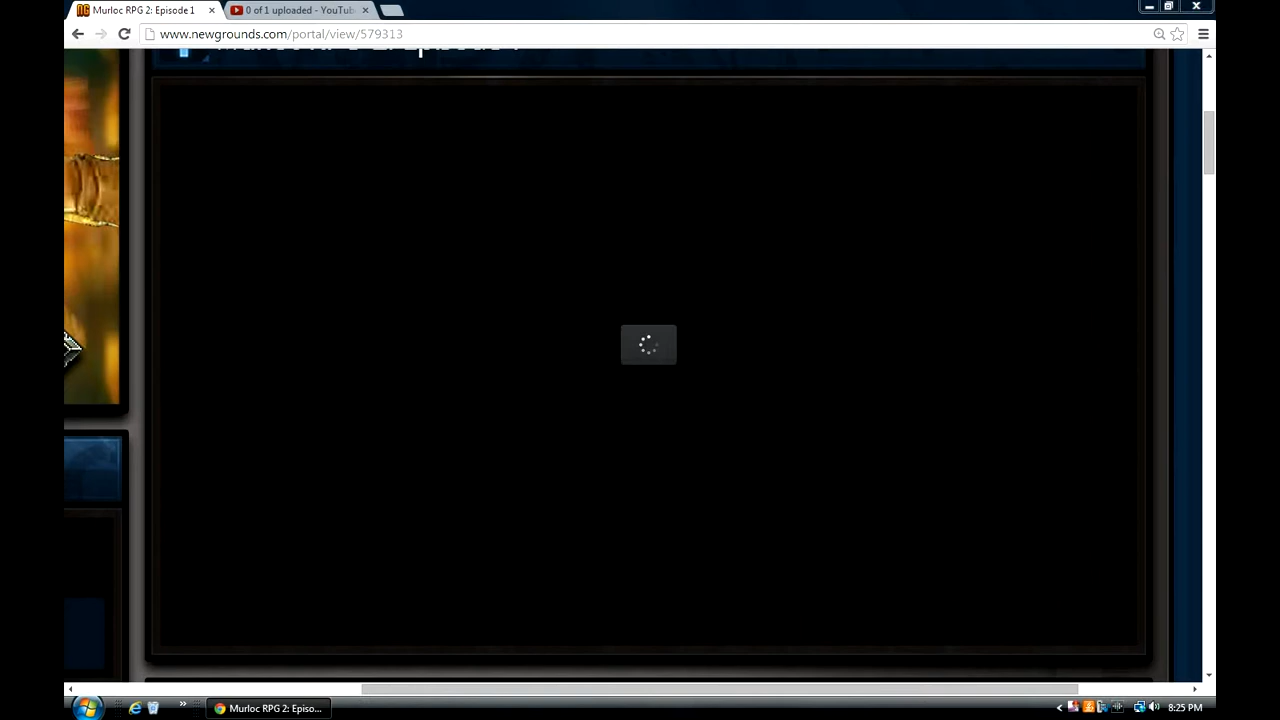 Murloc RPG 2: Episode 1
0 of 1 uploaded - YouTub
www.newgrounds.com/portal/view/579313
Murloc RPG 2: Episo...
8:25 PM